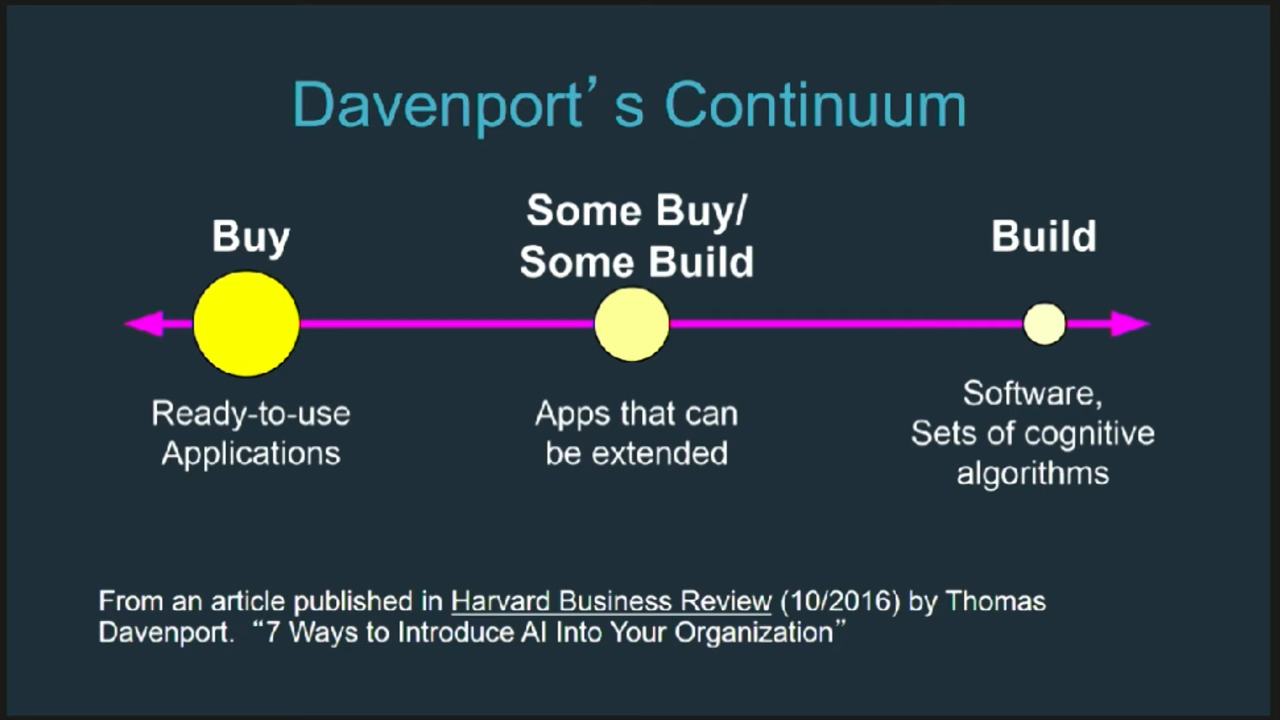 Davenport’s Continuum
Buy
Some Buy/
Some Build
Build
Ready-to-use
Applications
Apps that can
be extended
Software,
Sets of cognitive
algorithms
From an article published in Harvard Business Review (10/2016) by Thomas
Davenport. “7 Ways to Introduce AI Into Your Organization”